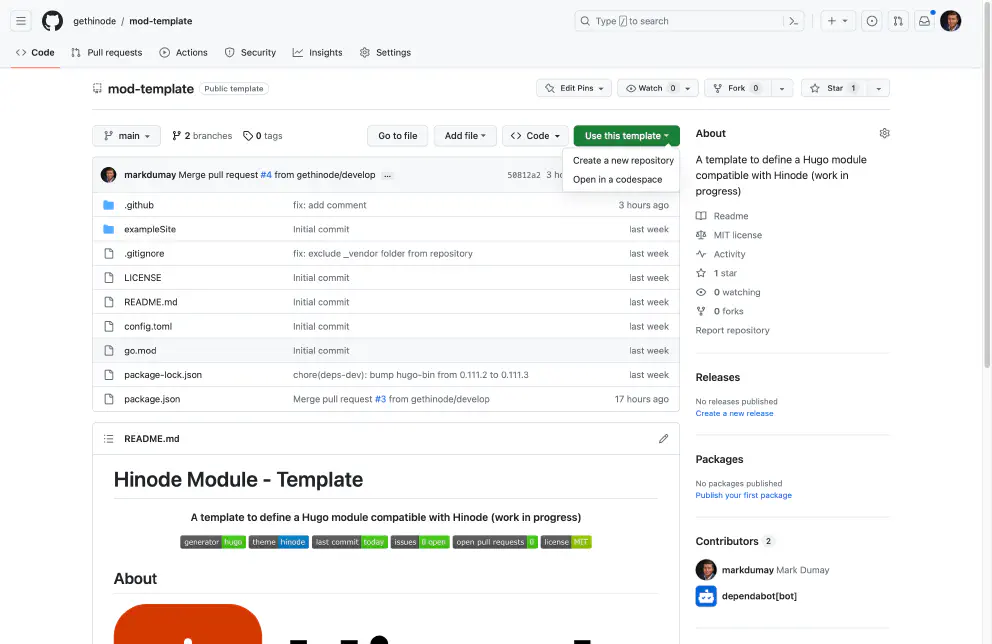 gethinode / mod-template
Type / to search
Code Pull requests Actions Security Insights Settings
mod-template Public template
Edit Pins Watch 0 Fork 0 Star 1
main 2 branches 0 tags Go to file Add file Code Use this template
Create a new repository
Open in a codespace
markdumay Merge pull request #4 from gethinode/develop ... 50812a2 3 ho
.github fix: add comment 3 hours ago
exampleSite Initial commit last week
.gitignore fix: exclude _vendor folder from repository last week
LICENSE Initial commit last week
README.md Initial commit last week
config.toml Initial commit last week
go.mod Initial commit last week
package-lock.json chore(deps-dev): bump hugo-bin from 0.111.2 to 0.111.3 last week
package.json Merge pull request #3 from gethinode/develop 17 hours ago
README.md
Hinode Module - Template
A template to define a Hugo module compatible with Hinode (work in progress)
generator hugo theme hinode last commit today issues 0 open open pull requests 0 license MIT
About
About
A template to define a Hugo module
compatible with Hinode (work in
progress)
Readme
MIT license
Activity
1 star
0 watching
0 forks
Report repository
Releases
No releases published
Create a new release
Packages
No packages published
Publish your first package
Contributors 2
markdumay Mark Dumay
dependabot[bot]